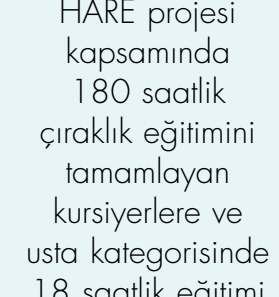 HARE projesi
kapsamında
180 saatlik
çıraklık eğitimini
tamamlayan
kursiyerlere ve
usta kategorisinde
18 saatlik eğitimi